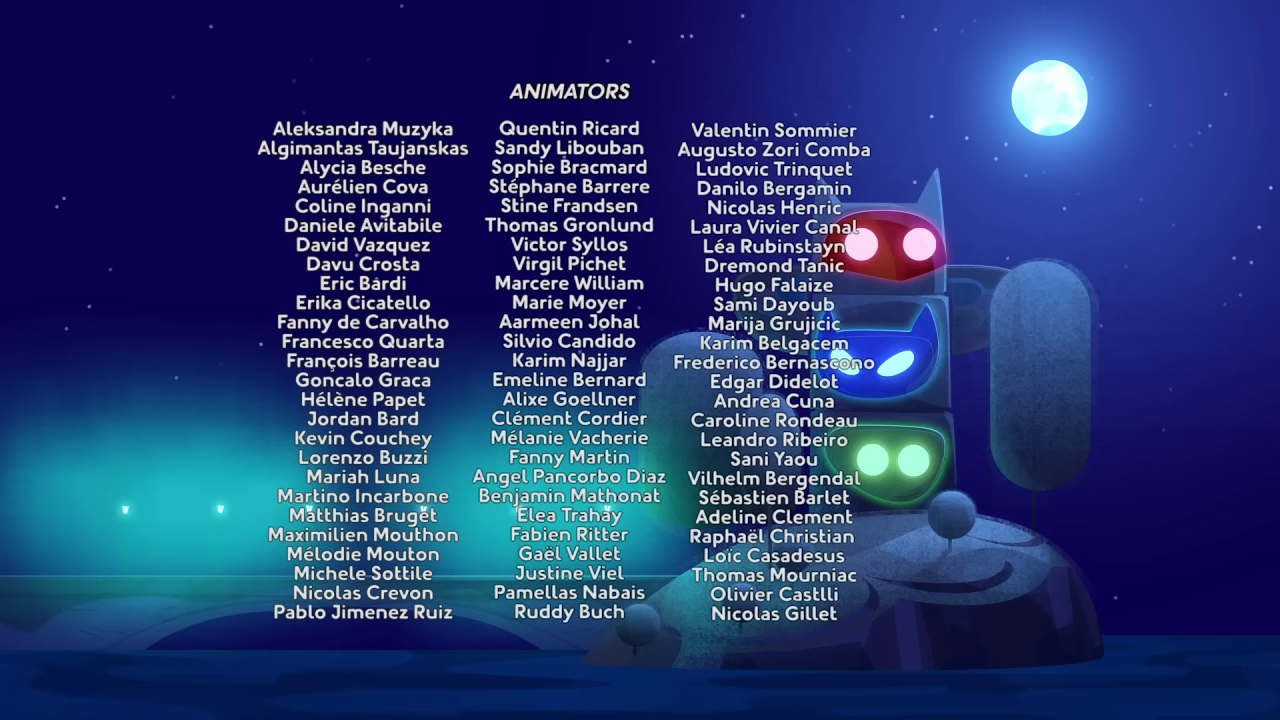 ANIMATORS
Aleksandra Muzyka
Algimantas Taujanskas
Alycia Besche
Aurélien Cova
Coline Inganni
Daniele Avitabile
David Vazquez
Davu Crosta
Eric Bardi
Erika Cicatello
Fanny de Carvalho
Francesco Quarta
François Barreau
Goncalo Graca
Hélène Papet
Jordan Bard
Kevin Couchey
Lorenzo Buzzi
Mariah Luna
Martino Incarbone
Matthias Bruget
Maximilien Mouthon
Mélodie Mouton
Michele Sottile
Nicolas Crevon
Pablo Jimenez Ruiz
Quentin Ricard
Sandy Libouban
Sophie Bracmard
Stéphane Barrere
Stine Frandsen
Thomas Gronlund
Victor Syllos
Virgil Pichet
Marcere William
Marie Moyer
Aarmeen Johal
Silvio Candido
Karim Najjar
Emeline Bernard
Alixe Goellner
Clément Cordier
Mélanie Vacherie
Fanny Martin
Angel Pancorbo Diaz
Benjamin Mathonat
Elea Trahay
Fabien Ritter
Gaël Vallet
Justine Viel
Pamellas Nabais
Ruddy Buch
Valentin Sommier
Augusto Zori Comba
Ludovic Trinquet
Danilo Bergamin
Nicolas Henric
Laura Vivier Canal
Léa Rubinstayn
Dremond Tanic
Hugo Falaize
Sami Dayoub
Marija Grujicic
Karim Belgacem
Frederico Bernascono
Edgar Didelot
Andrea Cuna
Caroline Rondeau
Leandro Ribeiro
Sani Yaou
Vilhelm Bergendal
Sébastien Barlet
Adeline Clement
Raphaël Christian
Loïc Casadesus
Thomas Mourniac
Olivier Castlli
Nicolas Gillet